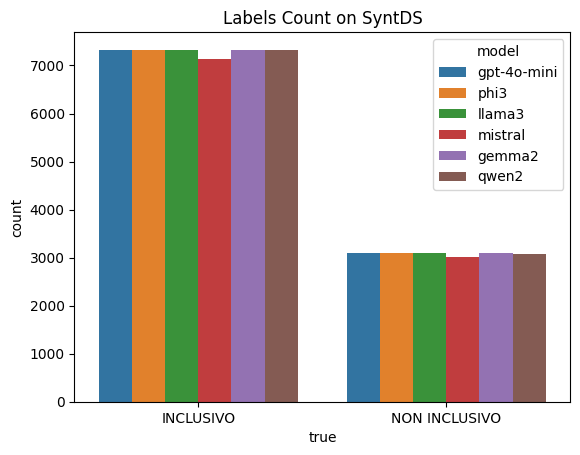 Labels Count on SyntDS
model
gpt-4o-mini
phi3
llama3
mistral
gemma2
qwen2
count
7000
6000
5000
4000
3000
2000
1000
0
INCLUSIVO
NON INCLUSIVO
true